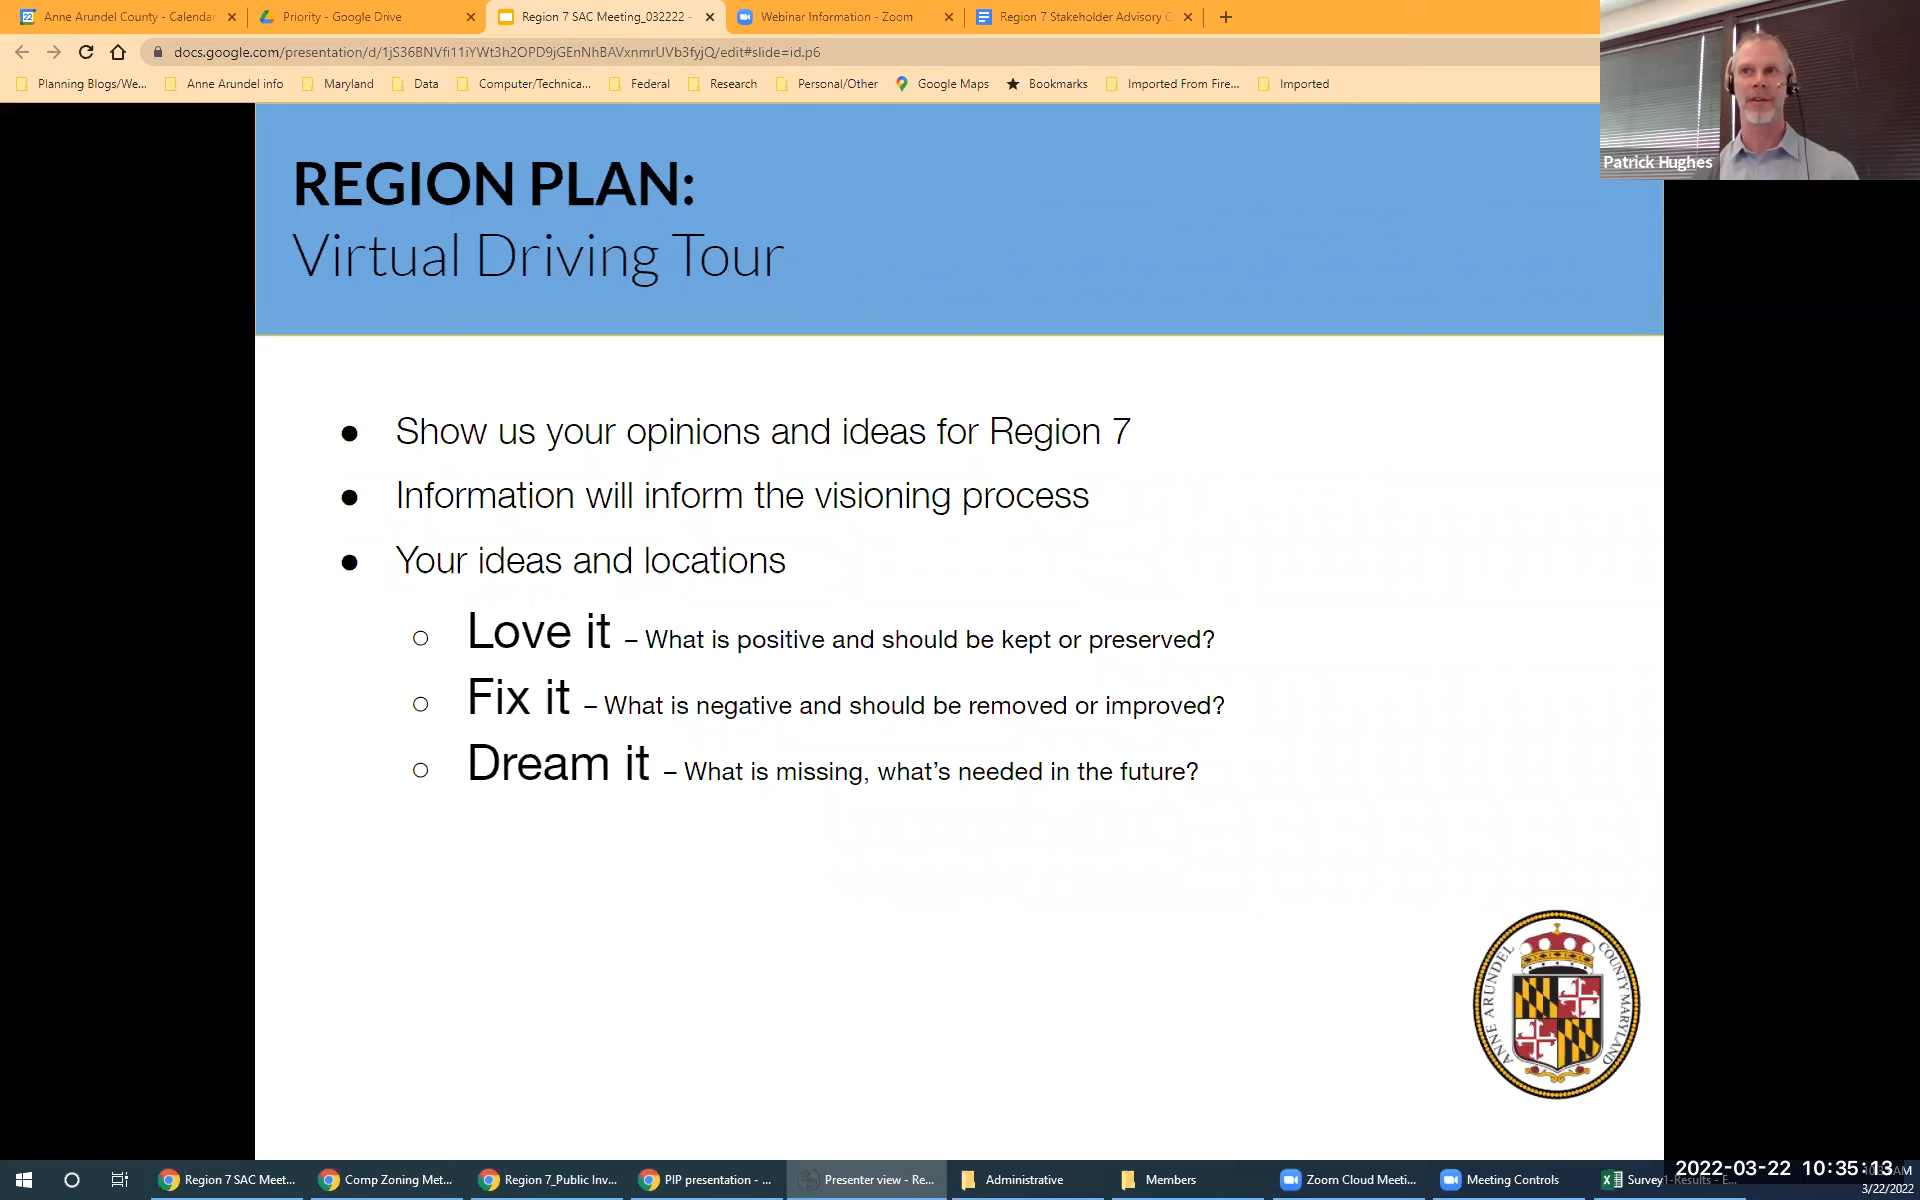 Anne Arundel County - Calenda
Priority - Google Drive
Region 7 SAC Meeting_032222 -
Webinar Information - Zoom
Region 7 Stakeholder Advisory C
docs.google.com/presentation/d/1jS36BNVfi11iYWt3h2OPD9jGEnNhBAVxnmrUVb3fyjQ/edit#slide=id.p6
Planning Blogs/We...
Anne Arundel info
Maryland
Data
Computer/Technica...
Federal
Research
Personal/Other
Google Maps
Bookmarks
Imported From Fire...
Imported
Patrick Hughes
REGION PLAN:
Virtual Driving Tour
● Show us your opinions and ideas for Region 7
● Information will inform the visioning process
● Your ideas and locations
○ Love it – What is positive and should be kept or preserved?
○ Fix it – What is negative and should be removed or improved?
○ Dream it – What is missing, what's needed in the future?
ANNE ARUNDEL COUNTY MARYLAND
Region 7 SAC Meet...
Comp Zoning Met...
Region 7_Public Inv...
PIP presentation - ...
Presenter view - Re...
Administrative
Members
Zoom Cloud Meeti...
Meeting Controls
Survey1-Results - E...
2022-03-22 10:35:13
3/22/2022